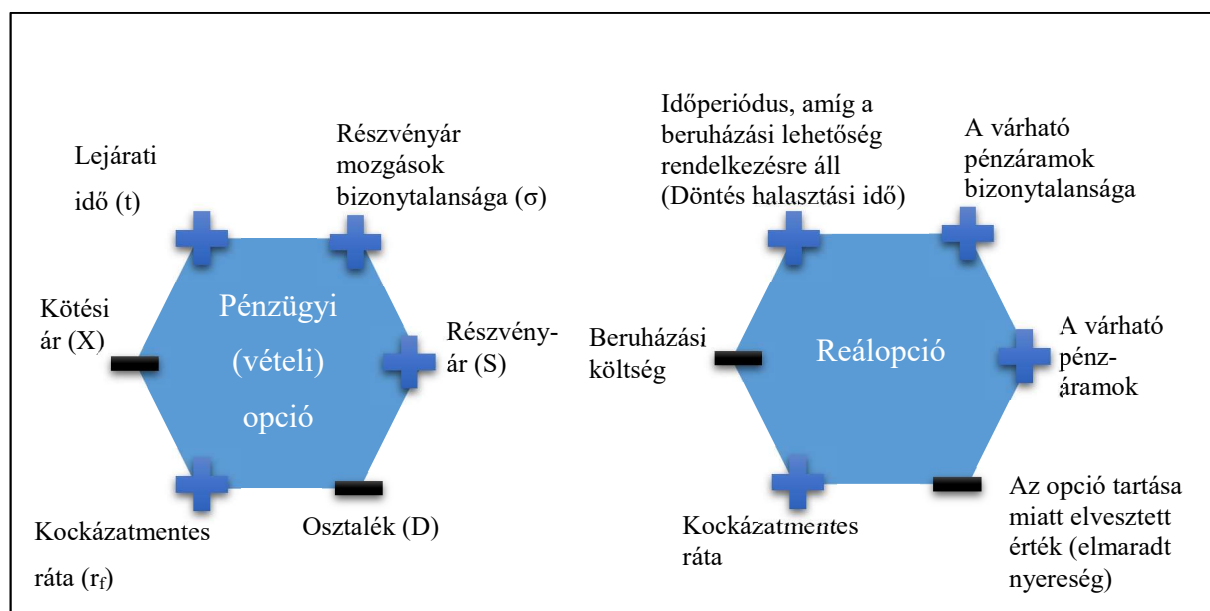 Lejárati
idő (t)
Részvényár
mozgások
bizonytalansága (σ)
Kötési
ár (X)
Pénzügyi
(vételi)
opció
Részvény-
ár (S)
Kockázatmentes
ráta (rf)
Osztalék (D)
Időperiódus, amíg a
beruházási lehetőség
rendelkezésre áll
(Döntés halasztási idő)
A várható
pénzáramok
bizonytalansága
Beruházási
költség
Reálopció
A várható
pénz-
áramok
Kockázatmentes
ráta
Az opció tartása
miatt elvesztett
érték (elmaradt
nyereség)